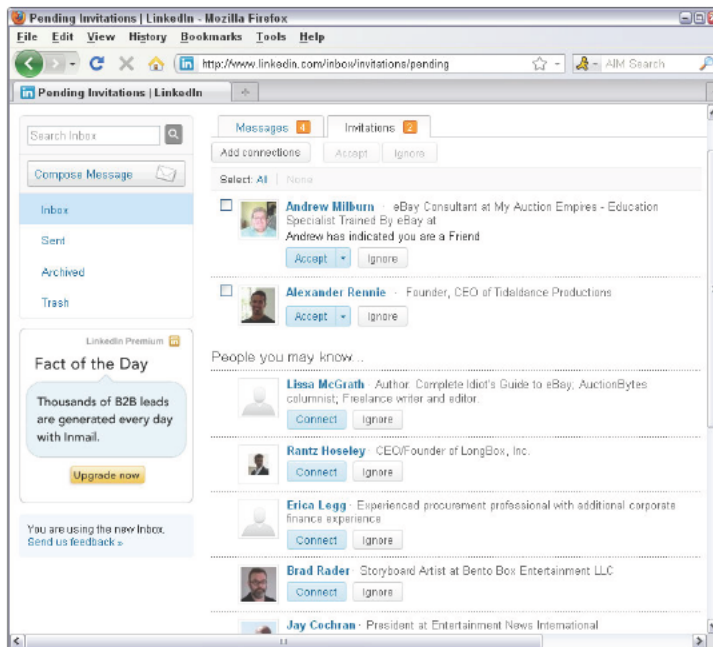 Pending Invitations | LinkedIn - Mozilla Firefox
File Edit View History Bookmarks Tools Help
http://www.linkedin.com/inbox/invitations/pending
AIM Search
Pending Invitations | LinkedIn
Search Inbox
Compose Message
Inbox
Sent
Archived
Trash
LinkedIn Premium
Fact of the Day
Thousands of B2B leads
are generated every day
with Inmail.
Upgrade now
You are using the new Inbox.
Send us feedback »
Messages 4 Invitations 2
Add connections Accept Ignore
Select: All None
Andrew Milburn · eBay Consultant at My Auction Empires - Education
Specialist Trained By eBay at
Andrew has indicated you are a Friend
Accept Ignore
Alexander Rennie · Founder, CEO of Tidaldance Productions
Accept Ignore
People you may know...
Lissa McGrath · Author: Complete Idiot's Guide to eBay; AuctionBytes
columnist; Freelance writer and editor.
Connect Ignore
Rantz Hoseley · CEO/Founder of LongBox, Inc.
Connect Ignore
Erica Legg · Experienced procurement professional with additional corporate
finance experience
Connect Ignore
Brad Rader · Storyboard Artist at Bento Box Entertainment LLC
Connect Ignore
Jay Cochran · President at Entertainment News International